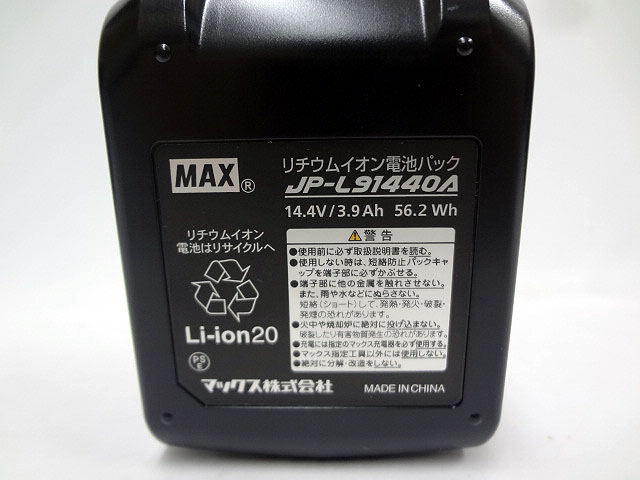 MAX®
リチウムイオン電池パック
JP-L91440A
14.4V/3.9Ah 56.2Wh
リチウムイオン
電池はリサイクルへ
Li-ion20
PS
E
マックス株式会社
⚠警告
●使用前に必ず取扱説明書を読む。
●使用しない時は、短絡防止パックキャ
ップを端子部に必ずかぶせる。
●端子部に他の金属を触れさせない。
また、雨や水などにぬらさない。
短絡(ショート)して、発熱・発火・破裂・
発煙の恐れがあります。
●火中や焼却炉に絶対に投げ込まない。
破裂したり有害物質発生の恐れがあります。
●充電には指定のマックス充電器を必ず使用する。
●マックス指定工具以外には使用しない。
●絶対に分解・改造をしない。
MADE IN CHINA